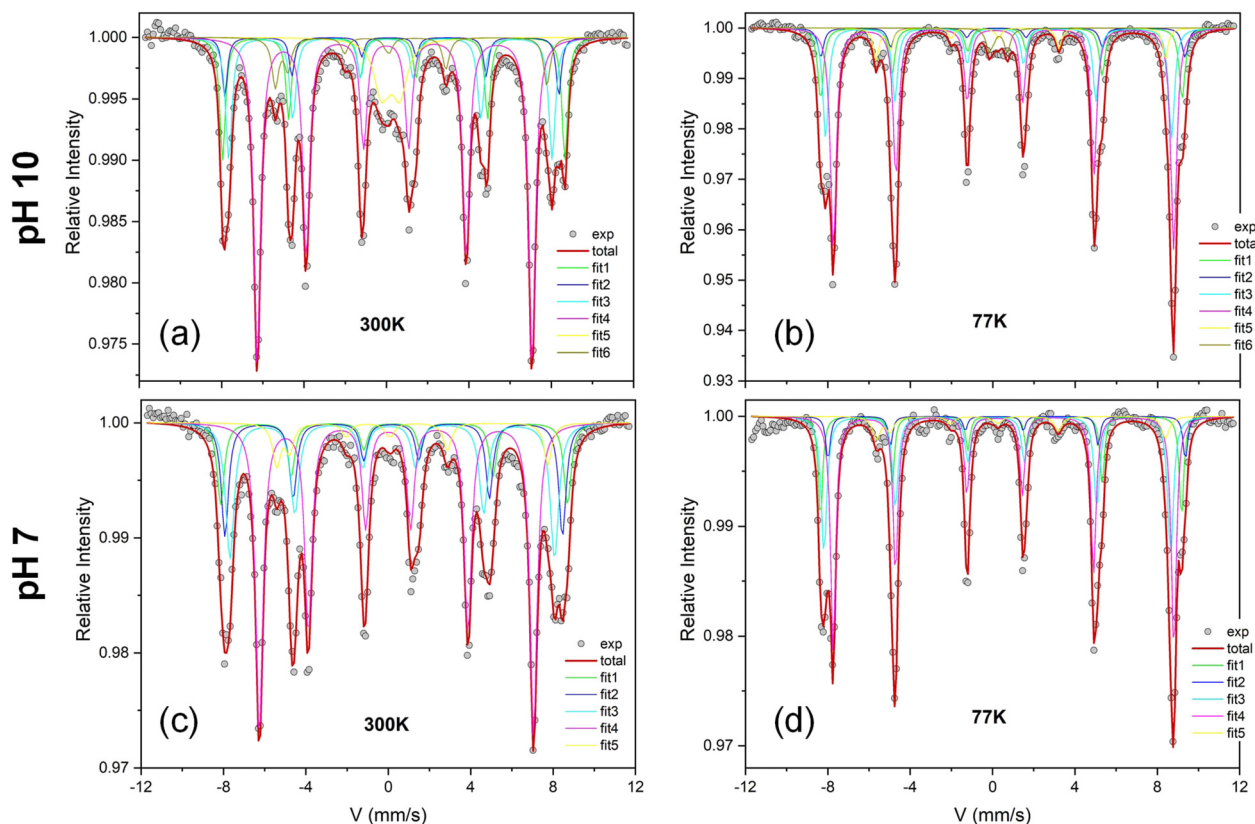 pH 10
Relative Intensity
1.000
0.995
0.990
0.985
0.980
0.975
(a)
300K
exp
total
fit1
fit2
fit3
fit4
fit5
fit6
Relative Intensity
1.00
0.99
0.98
0.97
0.96
0.95
0.94
0.93
(b)
77K
exp
total
fit1
fit2
fit3
fit4
fit5
fit6
pH 7
Relative Intensity
1.00
0.99
0.98
0.97
(c)
300K
exp
total
fit1
fit2
fit3
fit4
fit5
-12 -8 -4 0 4 8 12
V (mm/s)
Relative Intensity
1.00
0.99
0.98
0.97
(d)
77K
exp
total
fit1
fit2
fit3
fit4
fit5
-12 -8 -4 0 4 8 12
V (mm/s)